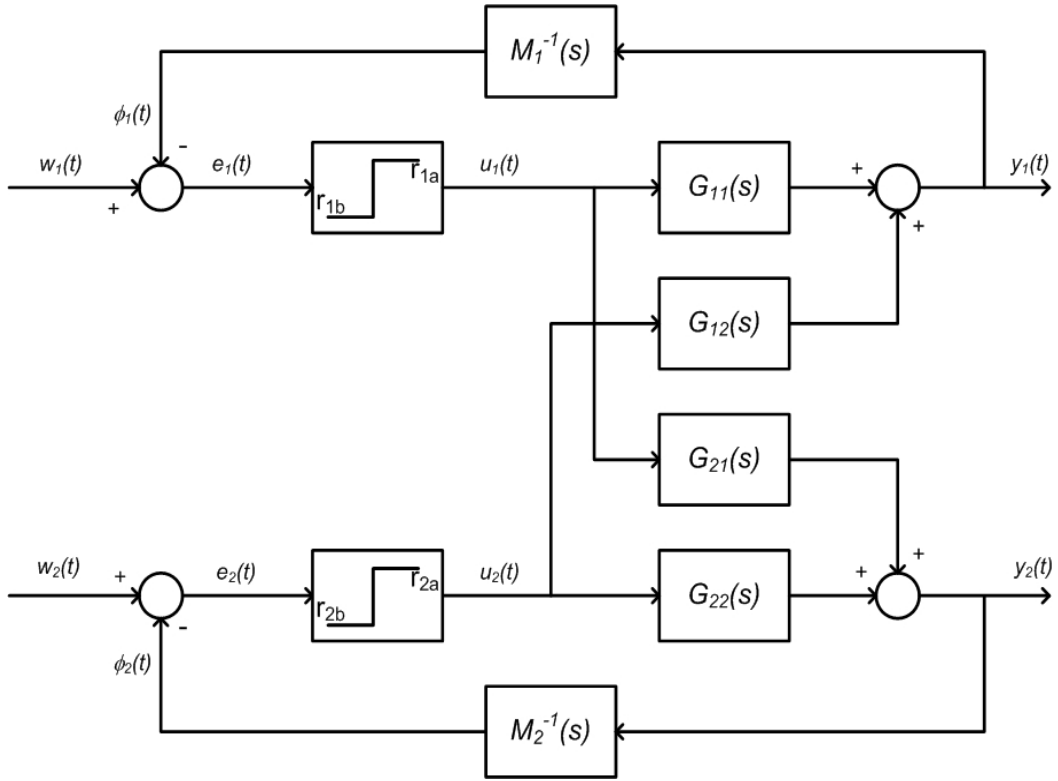 M₁⁻¹(s)
ϕ₁(t)
-
w₁(t)
e₁(t)
r₁ₐ
r₁b
u₁(t)
G₁₁(s)
+
y₁(t)
+
+
G₁₂(s)
G₂₁(s)
w₂(t)
+
e₂(t)
r₂ₐ
r₂b
u₂(t)
G₂₂(s)
+
+
y₂(t)
-
ϕ₂(t)
M₂⁻¹(s)